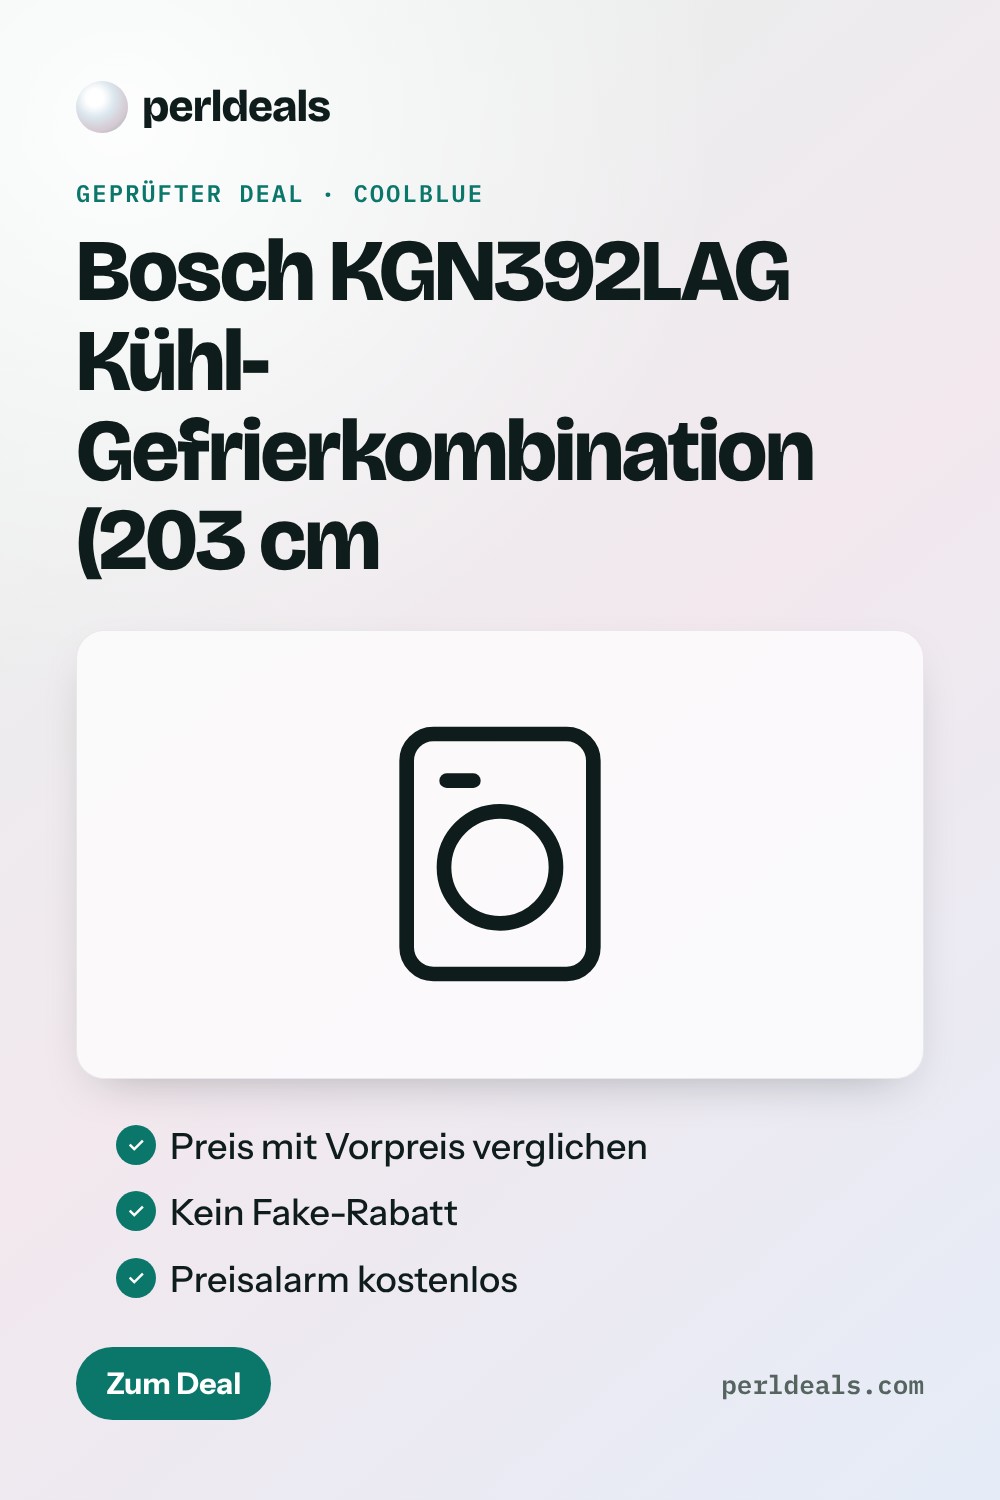 perldeals
GEPRÜFTER DEAL · COOLBLUE
Bosch KGN392LAG
Kühl-
Gefrierkombination
(203 cm
Preis mit Vorpreis verglichen
Kein Fake-Rabatt
Preisalarm kostenlos
Zum Deal
perldeals.com